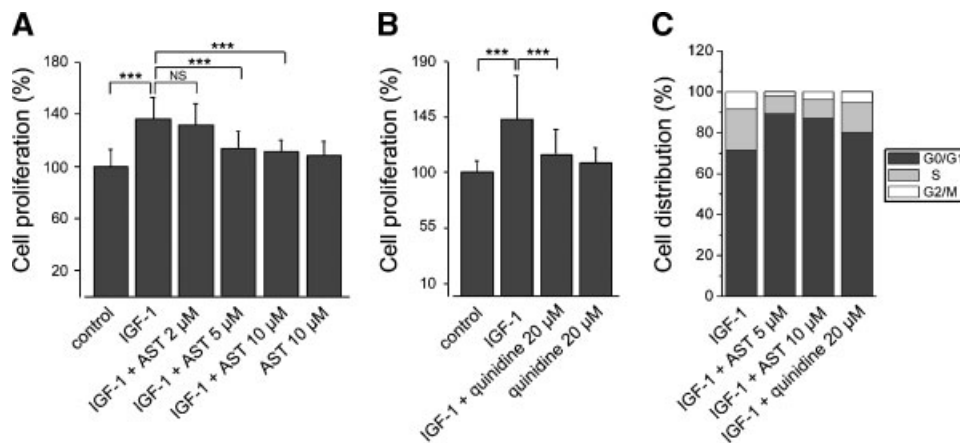 A
Cell proliferation (%)
180
140
100
60
20
***
***
NS
***
control
IGF-1
IGF-1 + AST 2 µM
IGF-1 + AST 5 µM
IGF-1 + AST 10 µM
AST 10 µM
B
Cell proliferation (%)
190
145
100
55
10
***
***
control
IGF-1
IGF-1 + quinidine 20 µM
quinidine 20 µM
C
Cell distribution (%)
120
100
80
60
40
20
0
IGF-1
IGF-1 + AST 5 µM
IGF-1 + AST 10 µM
IGF-1 + quinidine 20 µM
G0/G1
S
G2/M